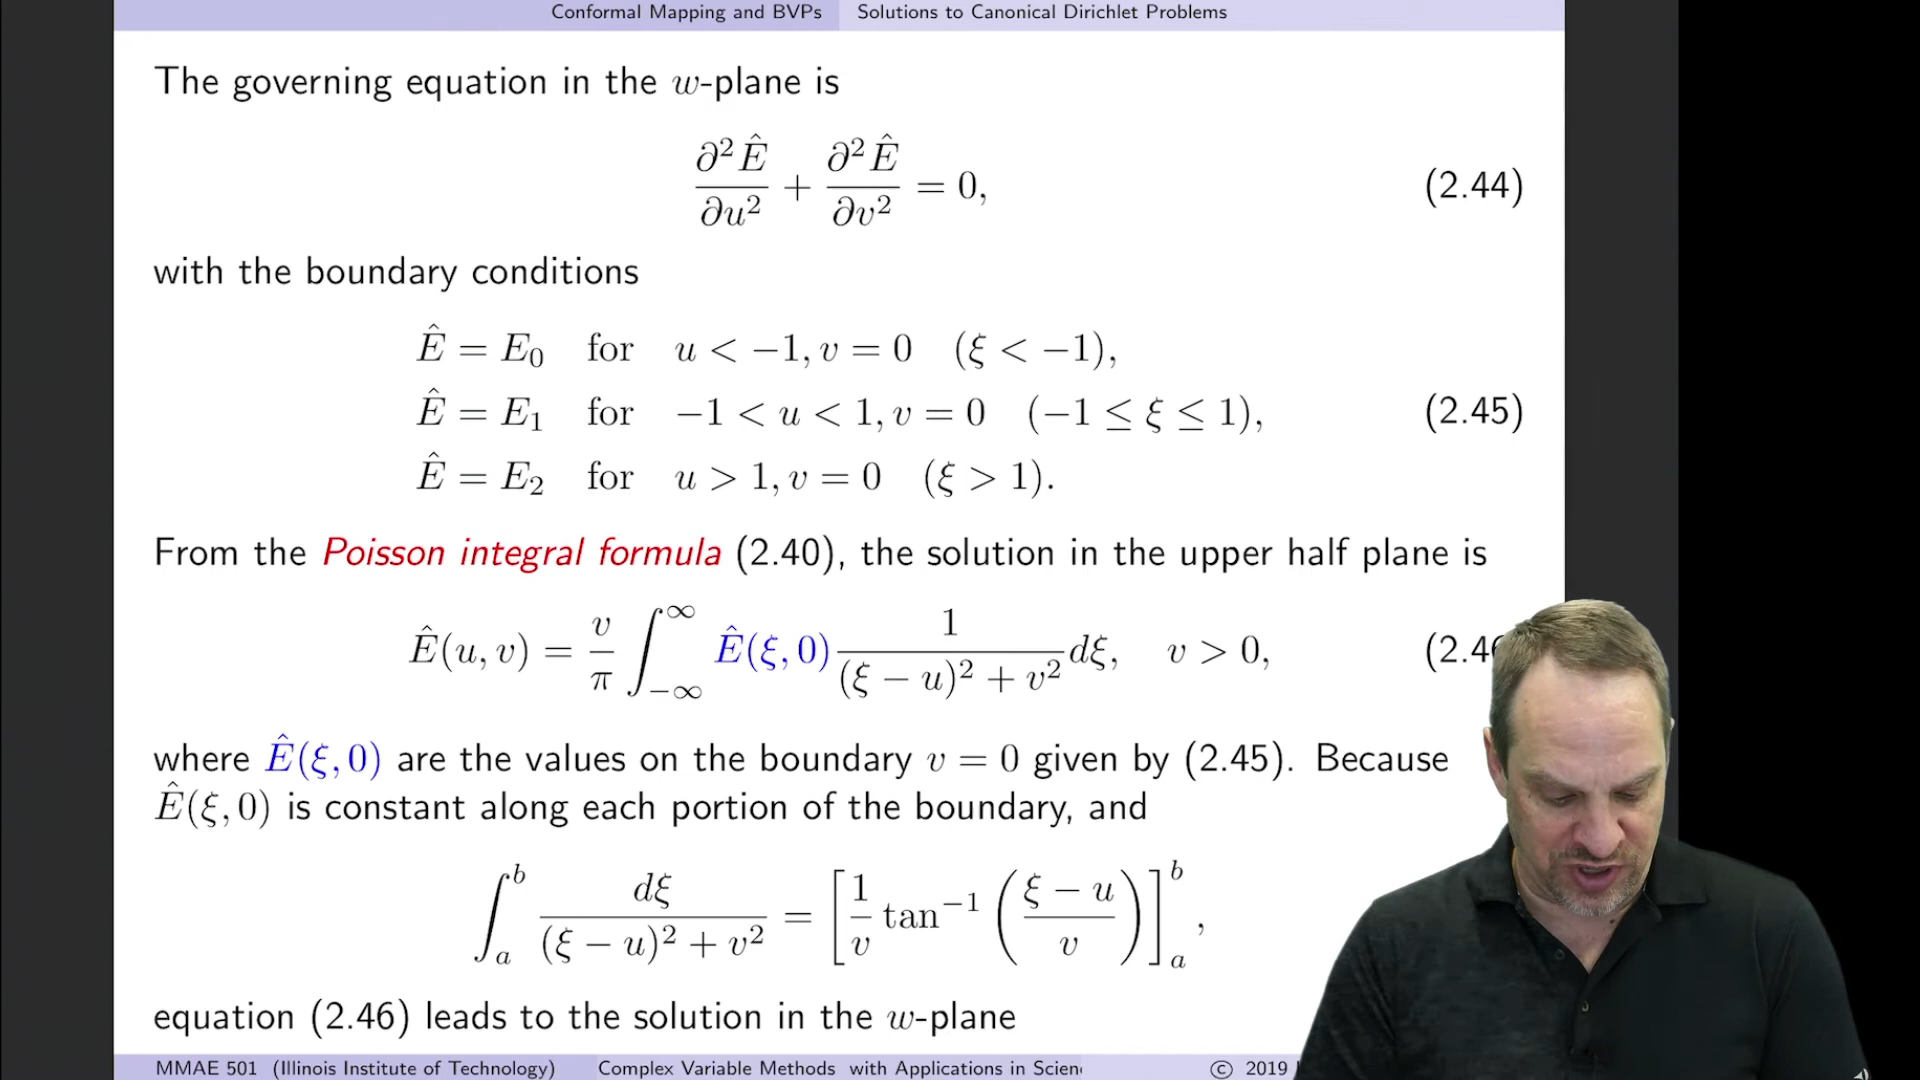 Conformal Mapping and BVPs Solutions to Canonical Dirichlet Problems
The governing equation in the w-plane is
∂²Ê/∂u² + ∂²Ê/∂v² = 0, (2.44)
with the boundary conditions
Ê = E₀ for u < −1, v = 0 (ξ < −1),
Ê = E₁ for −1 < u < 1, v = 0 (−1 ≤ ξ ≤ 1), (2.45)
Ê = E₂ for u > 1, v = 0 (ξ > 1).
From the Poisson integral formula (2.40), the solution in the upper half plane is
Ê(u, v) = v/π ∫_{−∞}^{∞} Ê(ξ, 0) 1/((ξ − u)² + v²) dξ, v > 0, (2.4
where Ê(ξ, 0) are the values on the boundary v = 0 given by (2.45). Because
Ê(ξ, 0) is constant along each portion of the boundary, and
∫_a^b dξ/((ξ − u)² + v²) = [1/v tan⁻¹((ξ − u)/v)]_a^b,
equation (2.46) leads to the solution in the w-plane
MMAE 501 (Illinois Institute of Technology) Complex Variable Methods with Applications in Scien © 2019